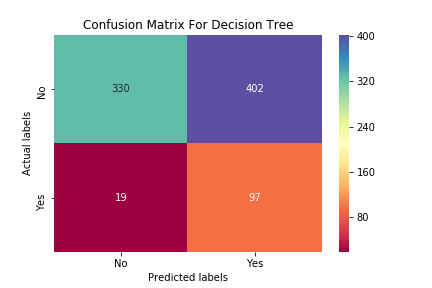 Confusion Matrix For Decision Tree
Actual labels
No
330
402
Yes
19
97
No
Yes
Predicted labels
400
320
240
160
80